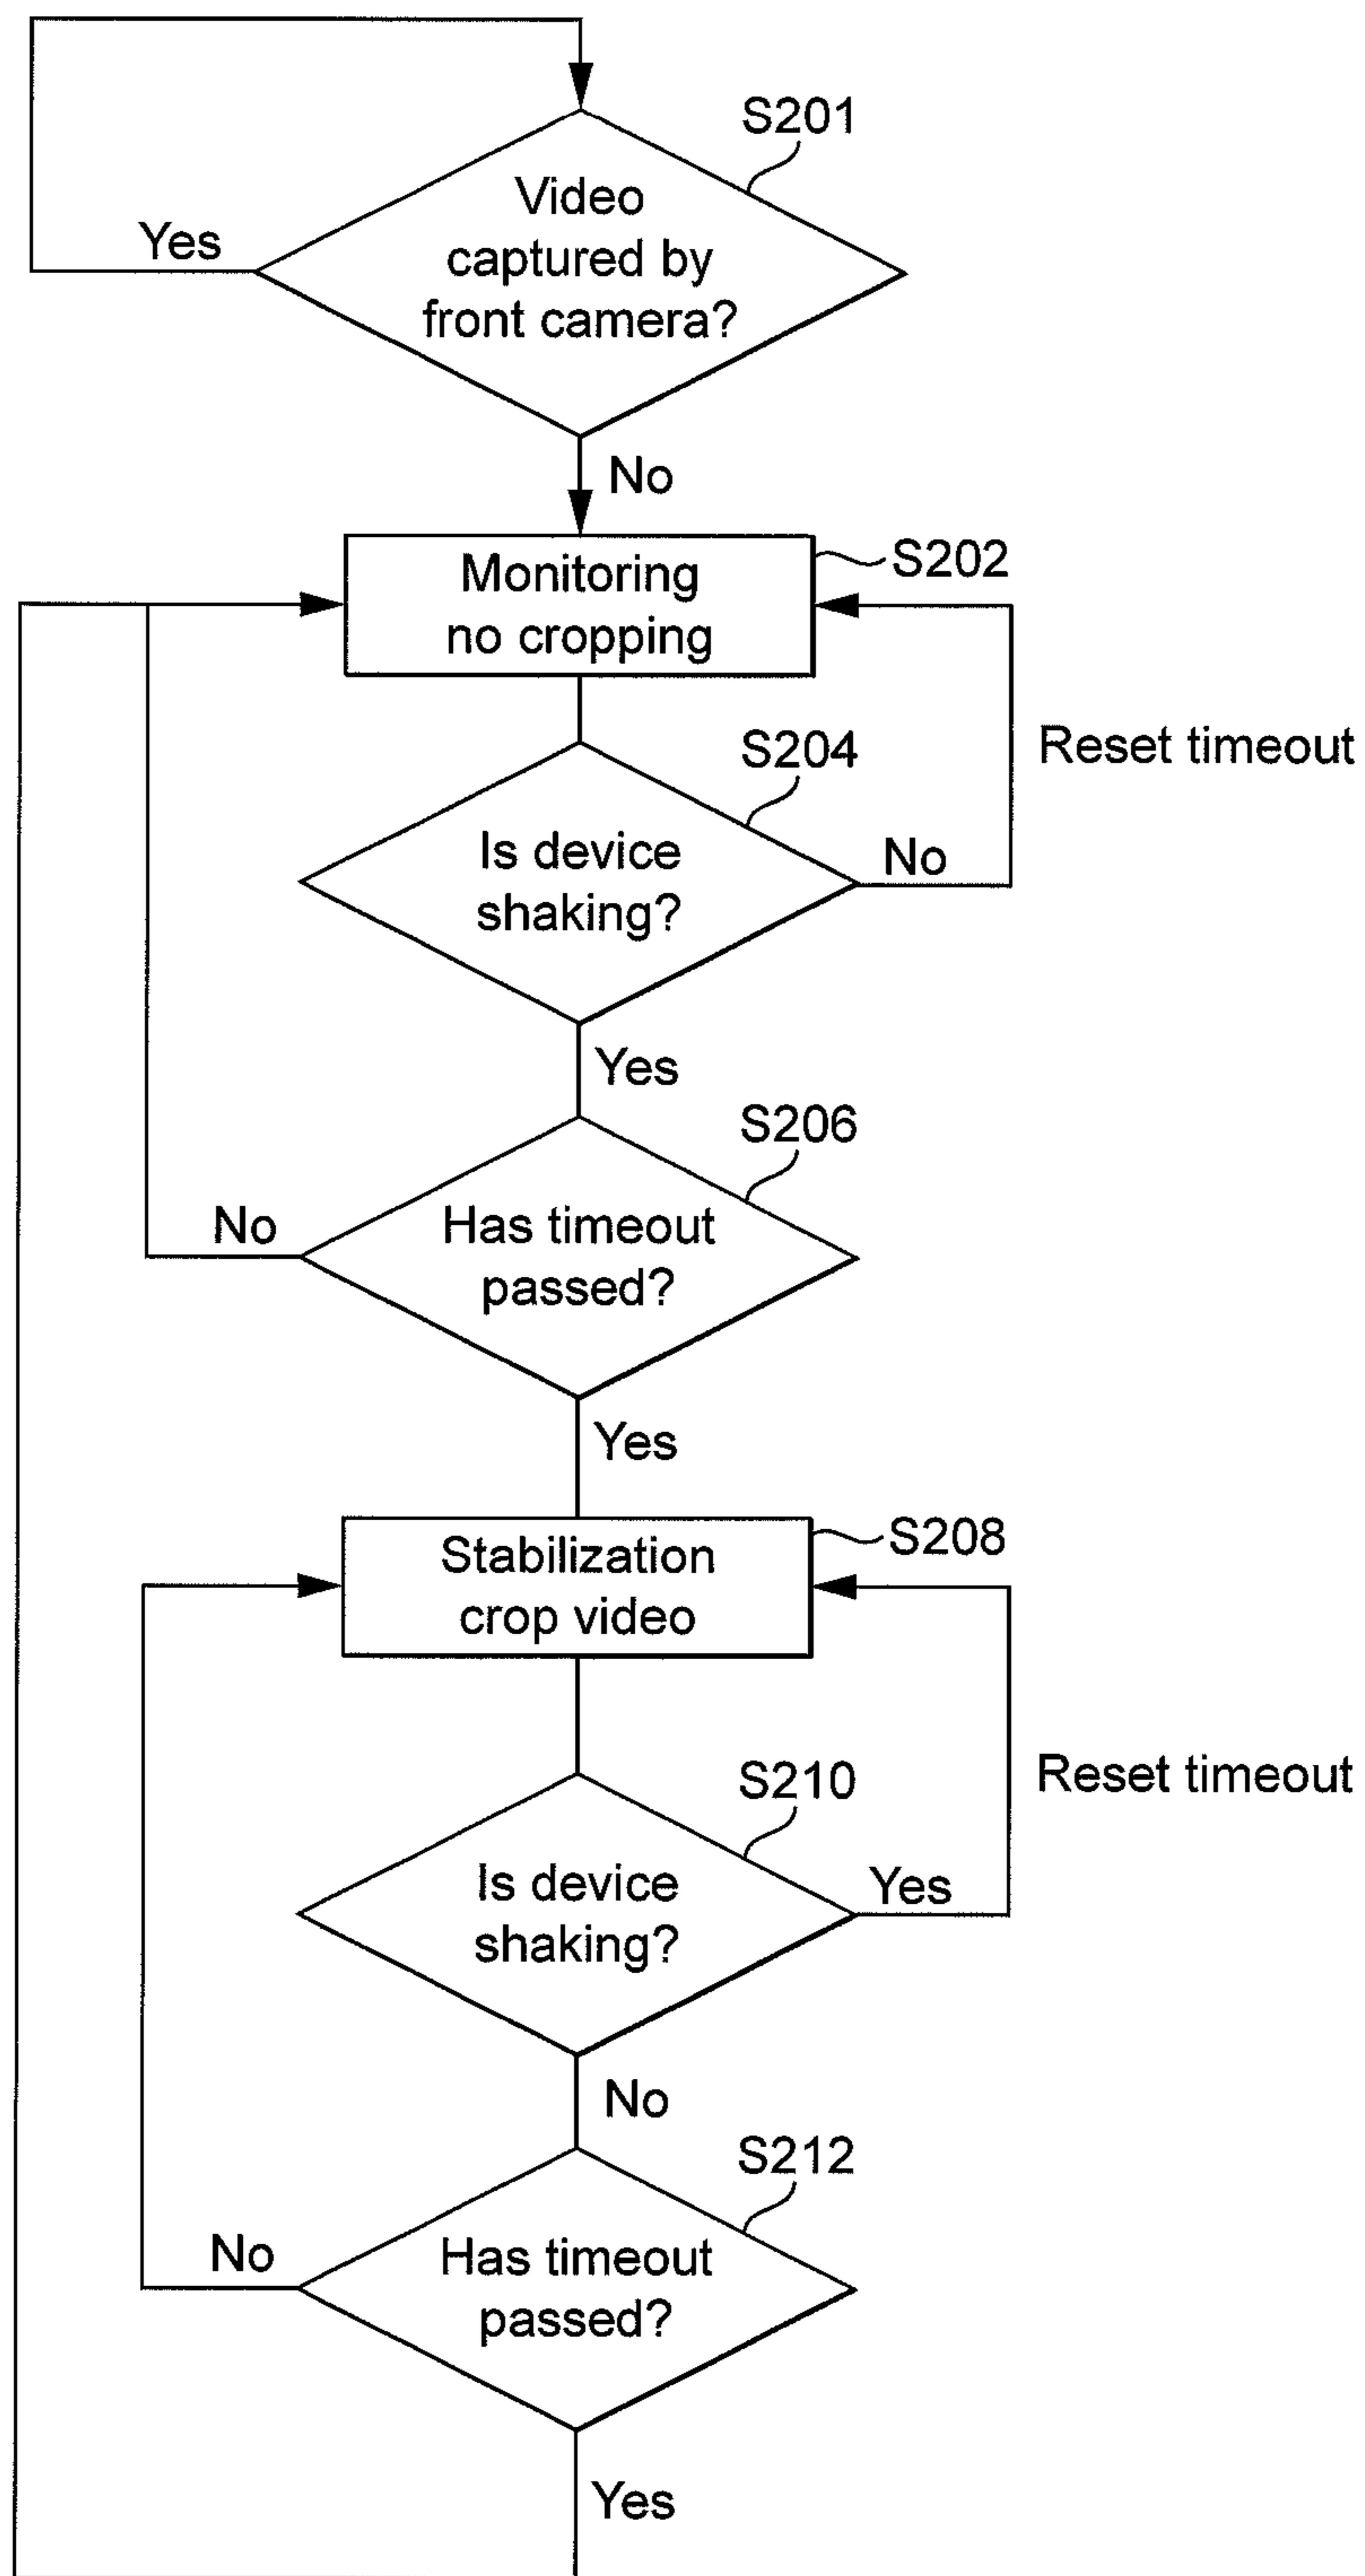 S201
Video
captured by
front camera?
Yes
No
S202
Monitoring
no cropping
Reset timeout
S204
Is device
shaking?
No
Yes
S206
Has timeout
passed?
No
Yes
S208
Stabilization
crop video
Reset timeout
S210
Is device
shaking?
Yes
No
S212
Has timeout
passed?
No
Yes